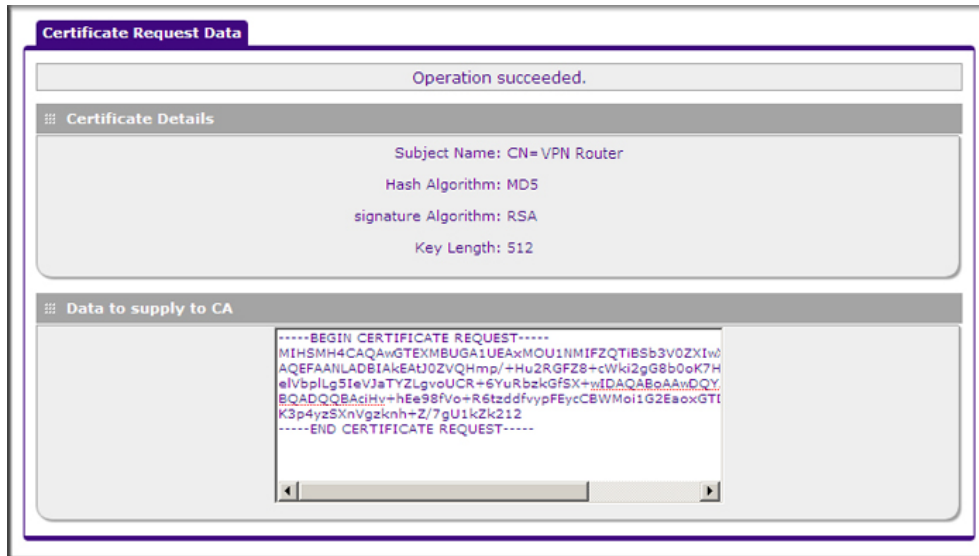 Certificate Request Data
Operation succeeded.
Certificate Details
Subject Name: CN= VPN Router
Hash Algorithm: MD5
signature Algorithm: RSA
Key Length: 512
Data to supply to CA
-----BEGIN CERTIFICATE REQUEST-----
MIHSMH4CAQAwGTEXMBUGA1UEAxMOU1NMIFZQTiBSb3V0ZXIw
AQEFAANLADBIAkEAtJ0ZVQHmp/+Hu2RGFZ8+cWki2gG8b0oK7H
elVbplLg5IeVJaTYZLgvoUCR+6YuRbzkGfSX+wIDAQABoAAwDQYJ
BQADQQBAciHv+hEe98fVo+R6tzddfvypFEycCBWMoi1G2EaoxGT
K3p4yzSXnVgzknh+Z/7gU1kZk212
-----END CERTIFICATE REQUEST-----